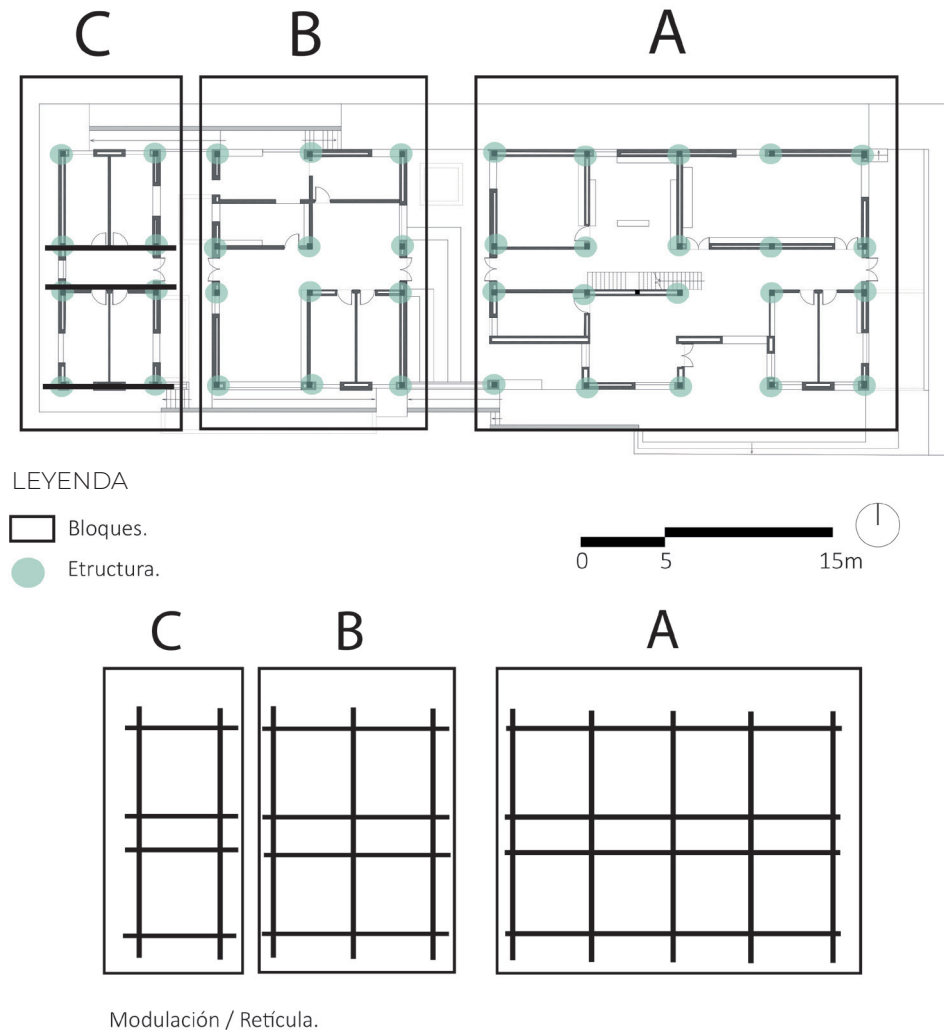 C B A
LEYENDA
Bloques.
Etructura.
0 5 15m
C B A
Modulación / Retícula.